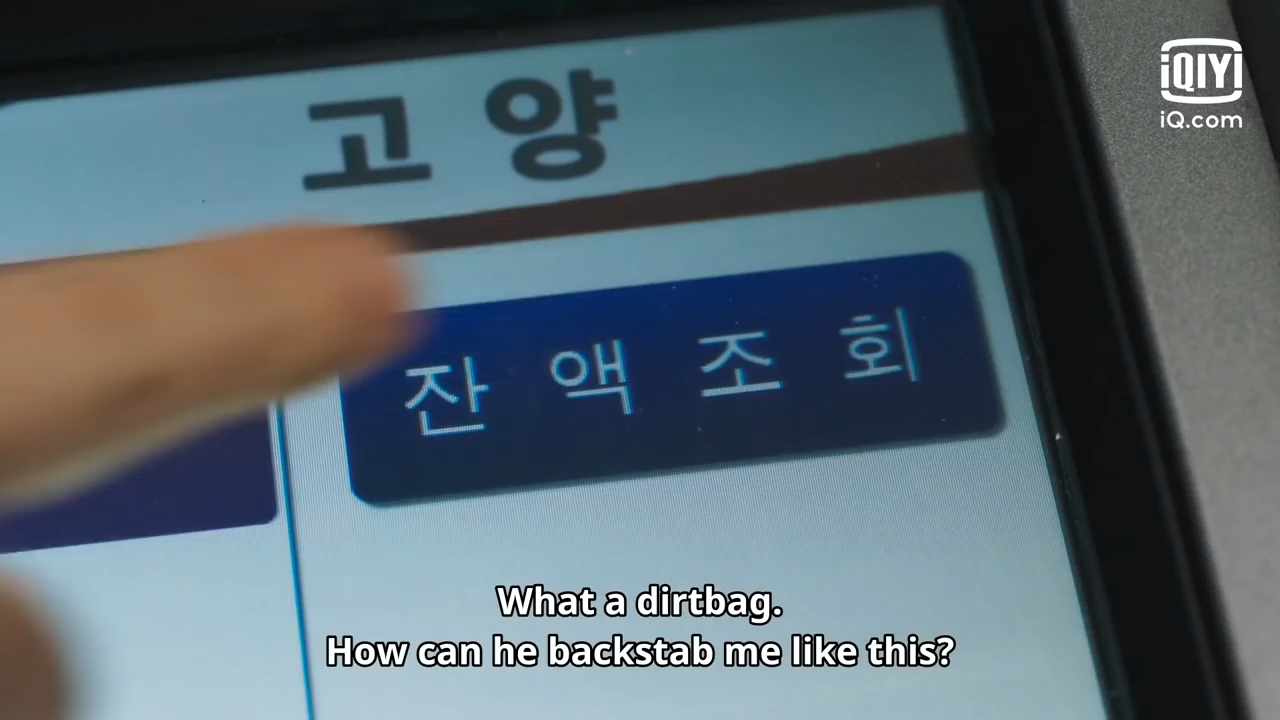 iQIYI
iQ.com
고양
잔액조회
What a dirtbag.
How can he backstab me like this?